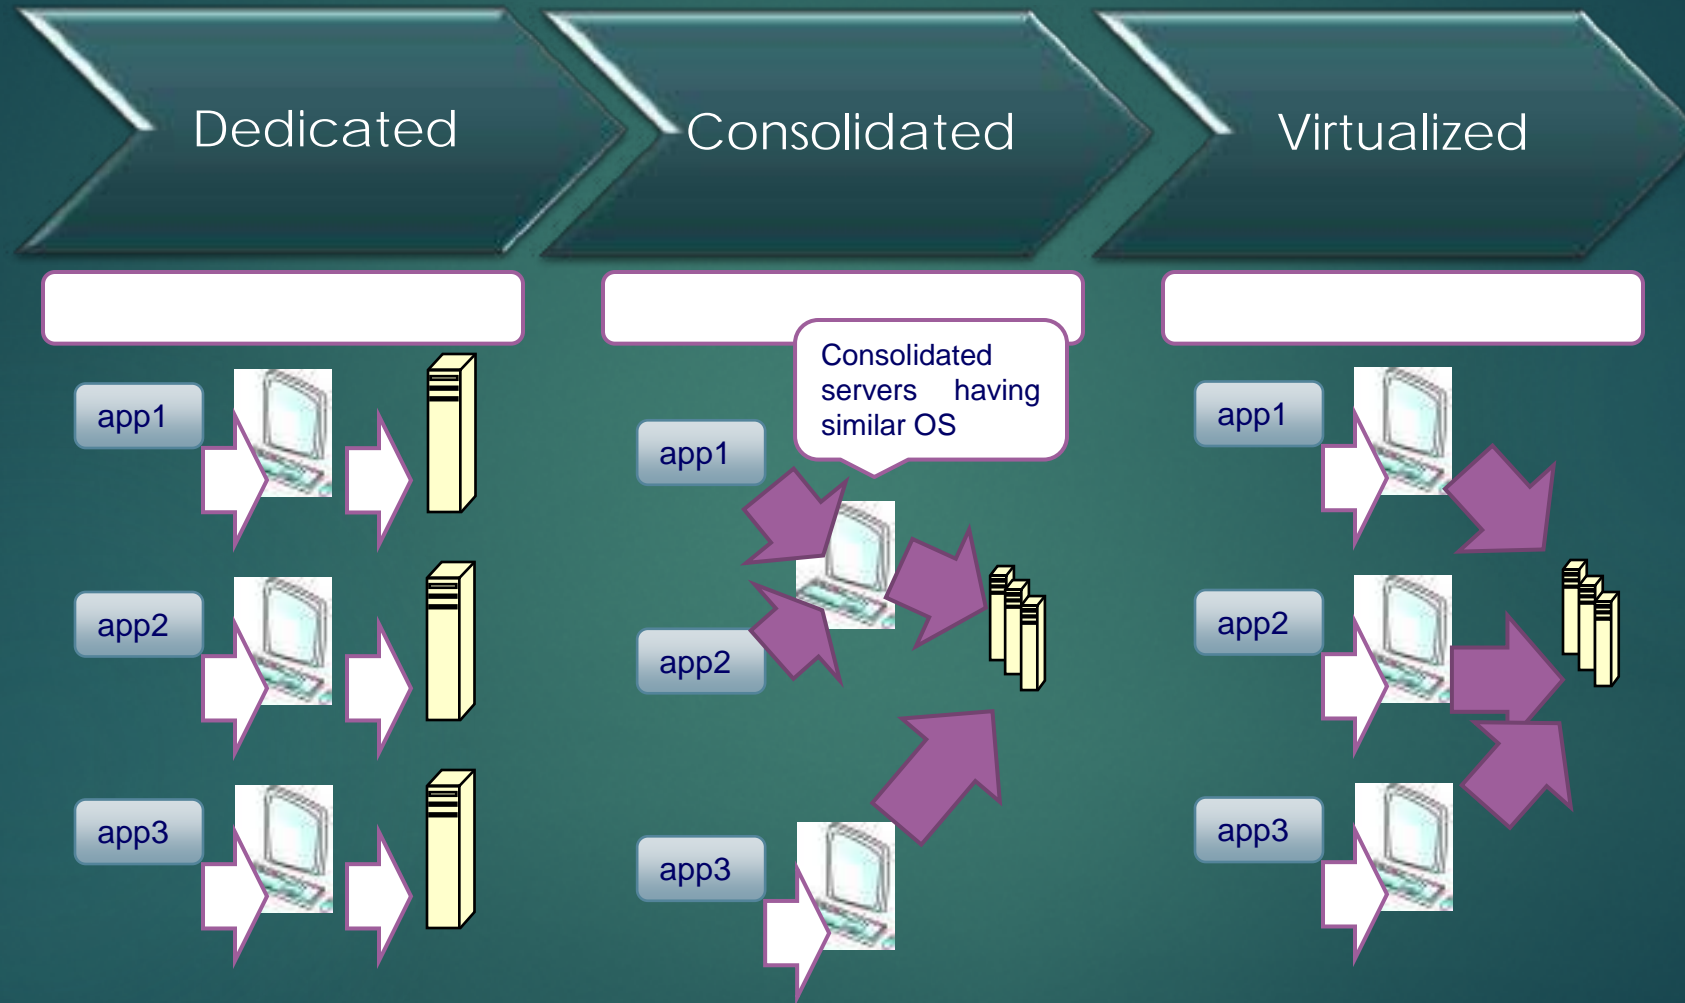 Dedicated
Consolidated
Virtualized
Consolidated
servers having
similar OS
app1
app2
app3
app1
app2
app3
app1
app2
app3